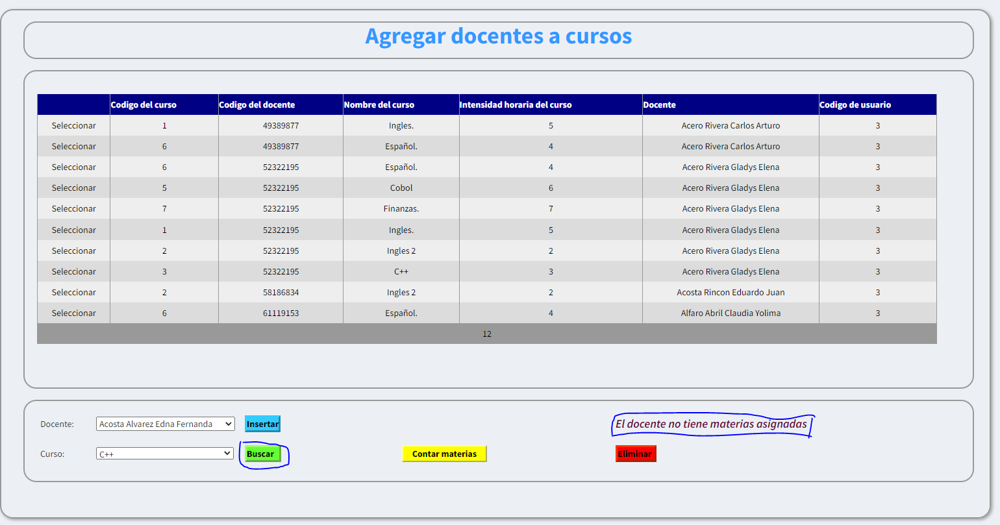 Agregar docentes a cursos
Codigo del curso Codigo del docente Nombre del curso Intensidad horaria del curso Docente Codigo de usuario
Seleccionar 1 49389877 Ingles. 5 Acero Rivera Carlos Arturo 3
Seleccionar 6 49389877 Español. 4 Acero Rivera Carlos Arturo 3
Seleccionar 6 52322195 Español. 4 Acero Rivera Gladys Elena 3
Seleccionar 5 52322195 Cobol 6 Acero Rivera Gladys Elena 3
Seleccionar 7 52322195 Finanzas. 7 Acero Rivera Gladys Elena 3
Seleccionar 1 52322195 Ingles. 5 Acero Rivera Gladys Elena 3
Seleccionar 2 52322195 Ingles 2 2 Acero Rivera Gladys Elena 3
Seleccionar 3 52322195 C++ 3 Acero Rivera Gladys Elena 3
Seleccionar 2 58186834 Ingles 2 2 Acosta Rincon Eduardo Juan 3
Seleccionar 6 61119153 Español. 4 Alfaro Abril Claudia Yolima 3
12
Docente: Acosta Alvarez Edna Fernanda Insertar El docente no tiene materias asignadas
Curso: C++ Buscar Contar materias Eliminar